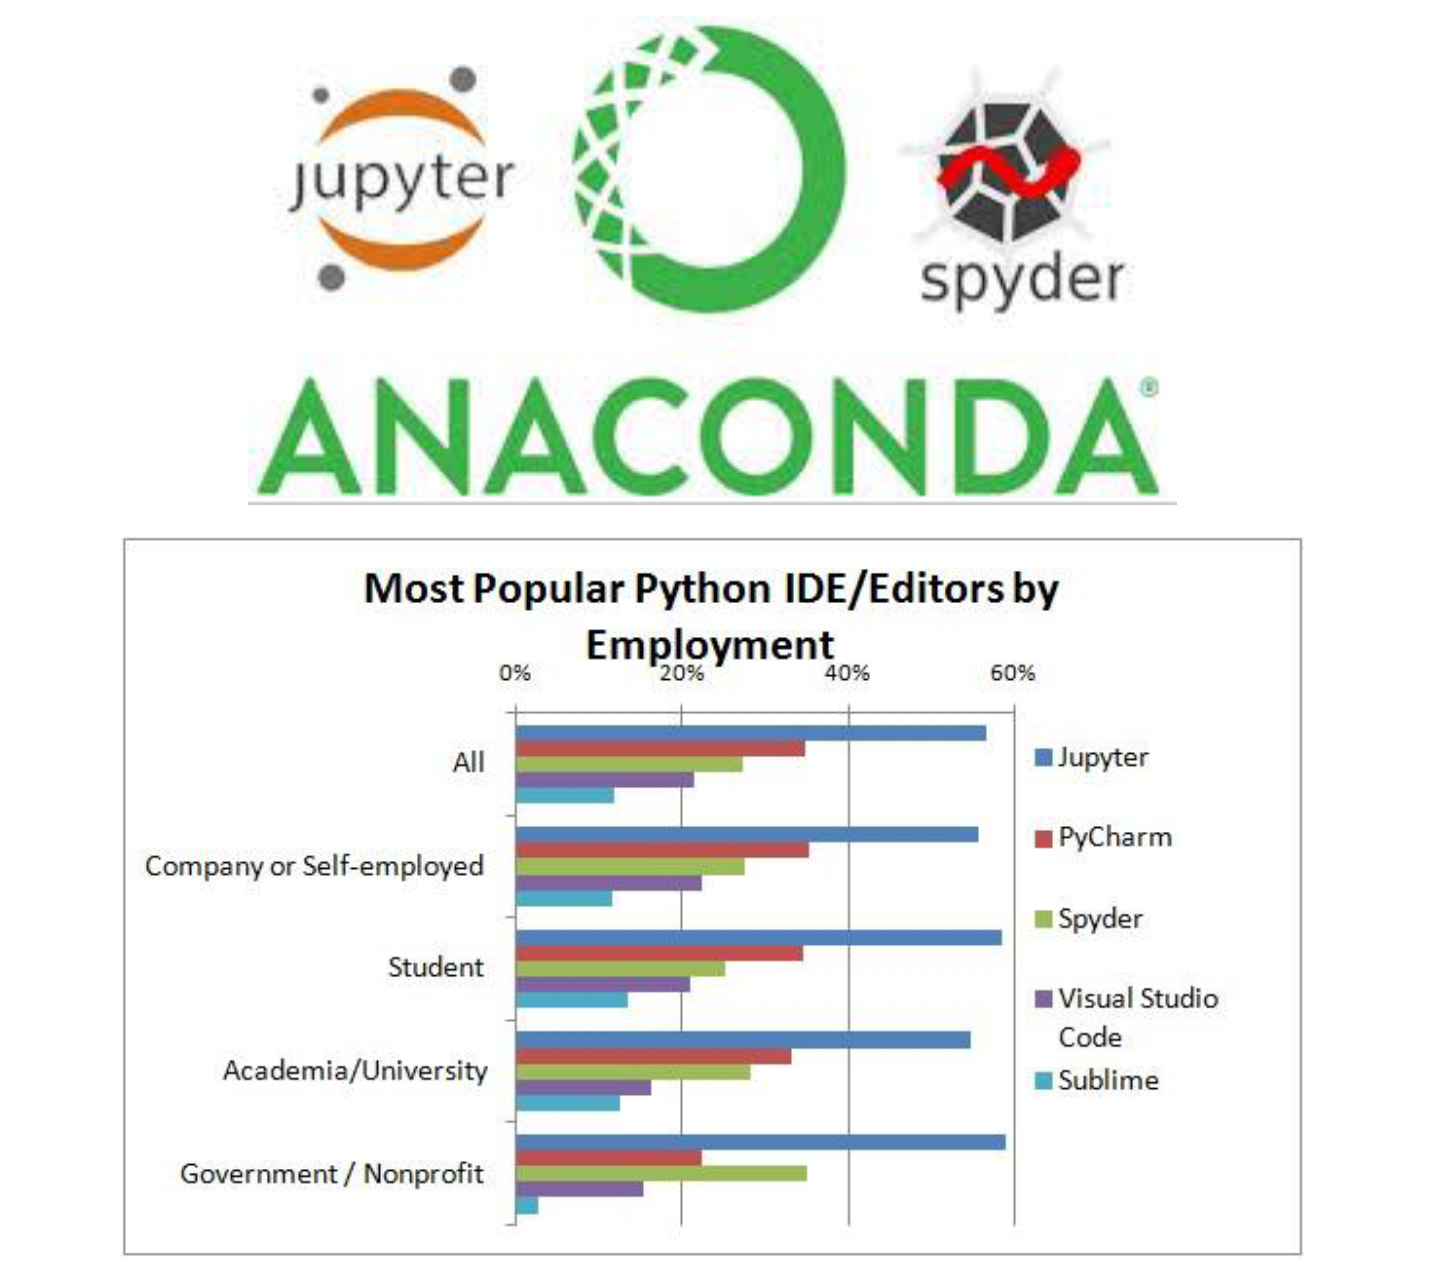 jupyter
spyder
ANACONDA®
Most Popular Python IDE/Editors by
Employment
0% 20% 40% 60%
All
Company or Self-employed
Student
Academia/University
Government / Nonprofit
Jupyter
PyCharm
Spyder
Visual Studio
Code
Sublime